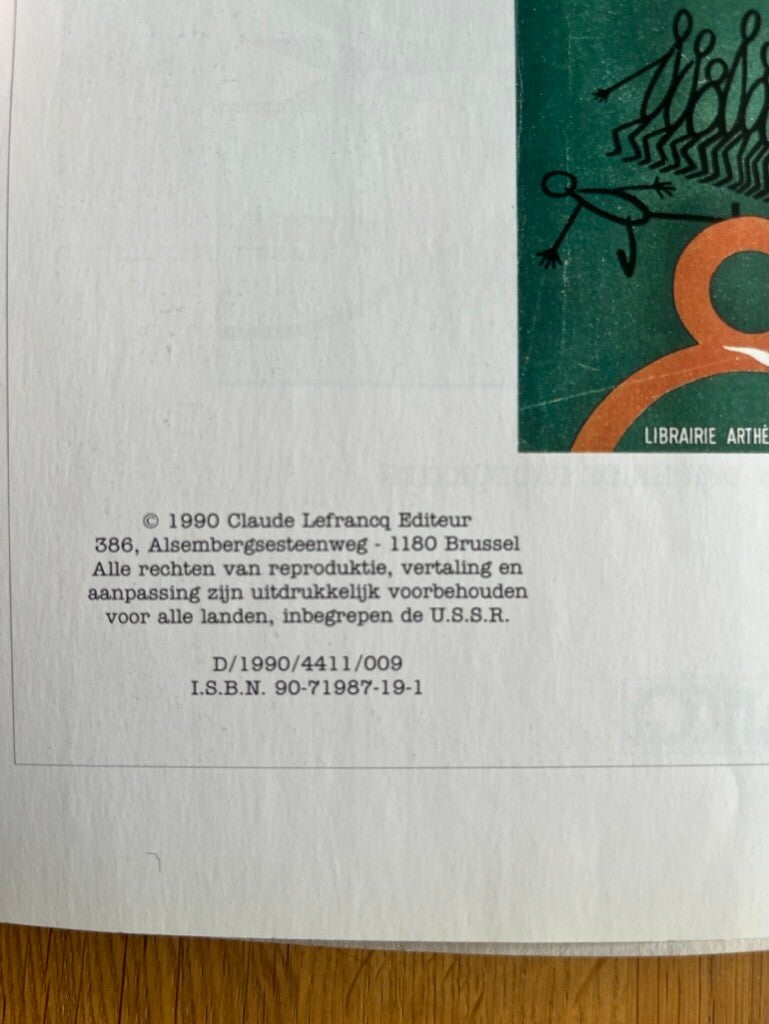 LIBRAIRIE ARTHÈ
© 1990 Claude Lefrancq Editeur
386, Alsembergsesteenweg - 1180 Brussel
Alle rechten van reproduktie, vertaling en
aanpassing zijn uitdrukkelijk voorbehouden
voor alle landen, inbegrepen de U.S.S.R.
D/1990/4411/009
I.S.B.N. 90-71987-19-1